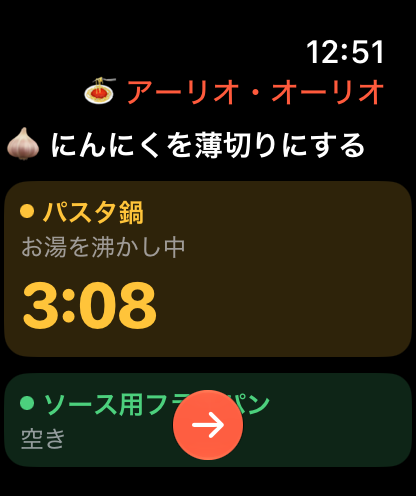 12:51
アーリオ・オーリオ
にんにくを薄切りにする
パスタ鍋
お湯を沸かし中
3:08
ソース用フライパン
空き